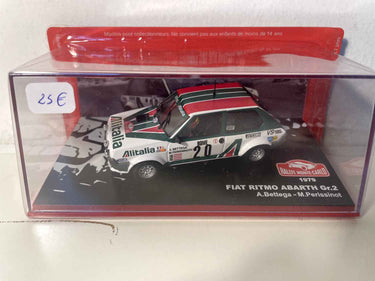 Modèle pour collectionneurs. Ne convient pas aux enfants de moins de 14 ans
25€
Alitalia
Alitalia
20
RALLYE MONTE-CARLO
1979
FIAT RITMO ABARTH Gr.2
A.Bettega - M.Perissinot